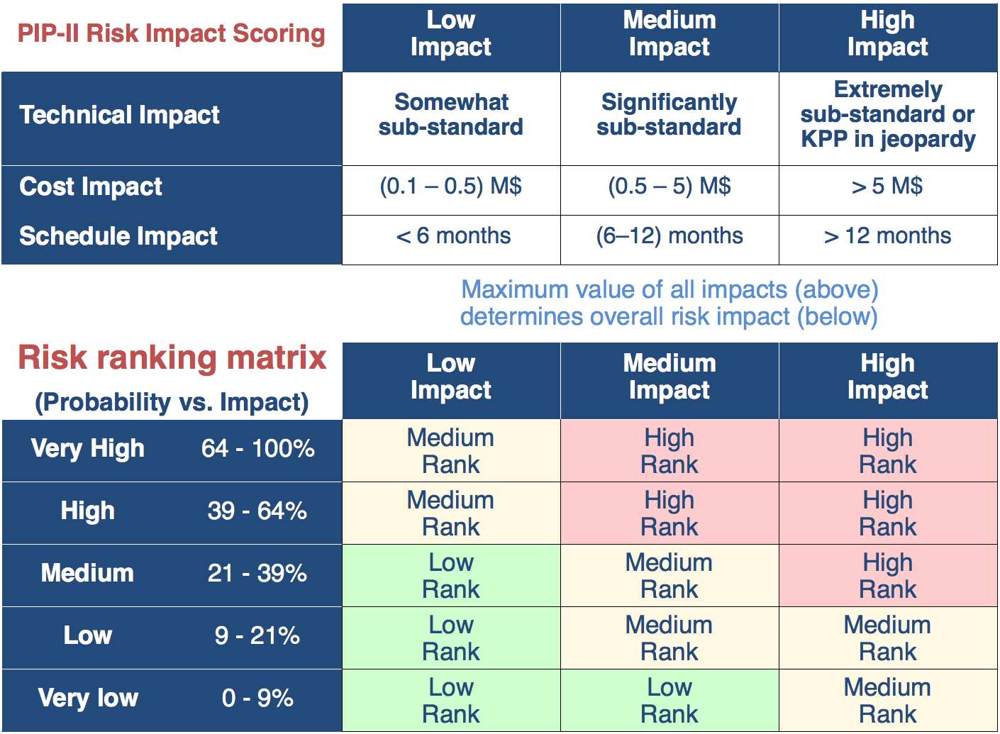 PIP-II Risk Impact Scoring
Low
Impact
Medium
Impact
High
Impact
Technical Impact
Somewhat
sub-standard
Significantly
sub-standard
Extremely
sub-standard or
KPP in jeopardy
Cost Impact
(0.1 – 0.5) M$
(0.5 – 5) M$
> 5 M$
Schedule Impact
< 6 months
(6–12) months
> 12 months
Maximum value of all impacts (above)
determines overall risk impact (below)
Risk ranking matrix
(Probability vs. Impact)
Low
Impact
Medium
Impact
High
Impact
Very High 64 - 100%
Medium
Rank
High
Rank
High
Rank
High 39 - 64%
Medium
Rank
High
Rank
High
Rank
Medium 21 - 39%
Low
Rank
Medium
Rank
High
Rank
Low 9 - 21%
Low
Rank
Medium
Rank
Medium
Rank
Very low 0 - 9%
Low
Rank
Low
Rank
Medium
Rank